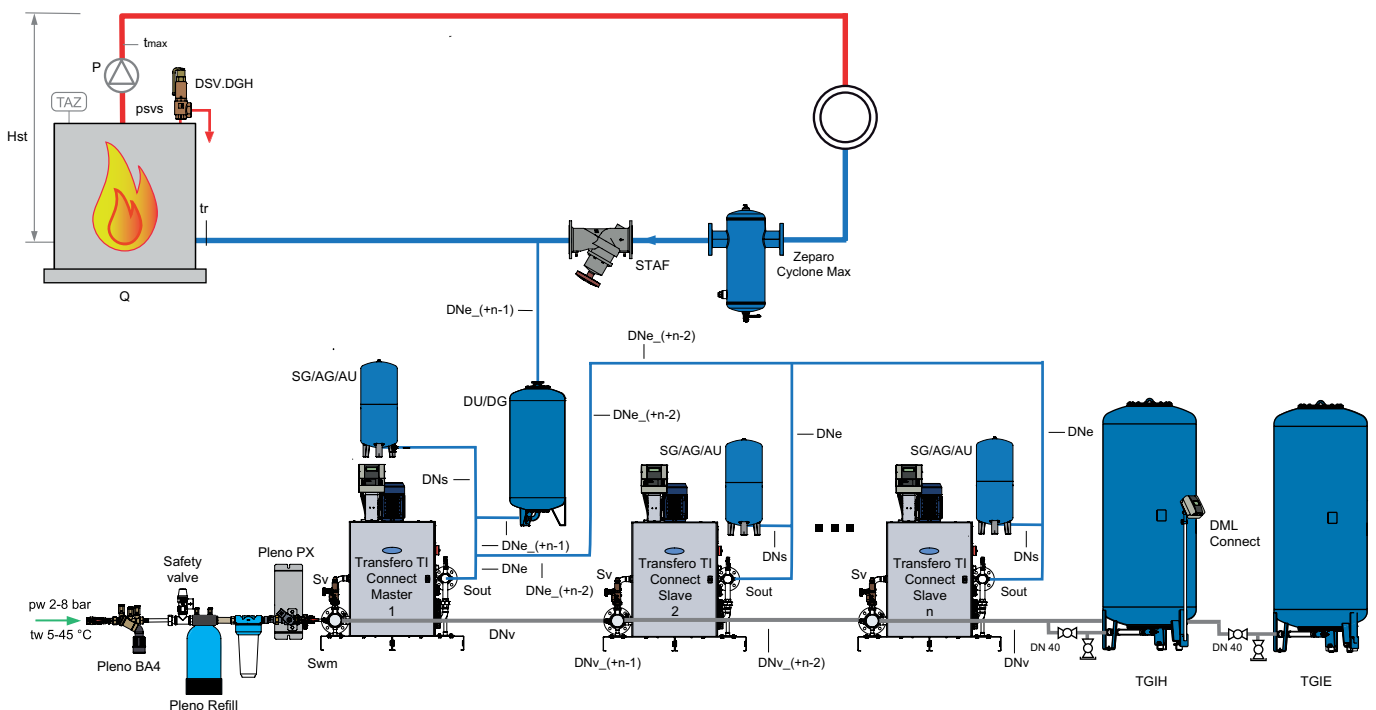 tmax
P
DSV.DGH
TAZ
psvs
Hst
tr
Q
STAF
Zeparo
Cyclone Max
DNe_(+n-1)
DNe_(+n-2)
SG/AG/AU
DU/DG
DNe_(+n-2)
DNe
DNe
SG/AG/AU
SG/AG/AU
DNs
DNe_(+n-1)
DNe
DNe_(+n-2)
DNs
DNs
DML
Connect
Pleno PX
Safety
valve
Sv
Transfero TI
Connect
Master
1
Sout
Sv
Transfero TI
Connect
Slave
2
Sout
Sv
Transfero TI
Connect
Slave
n
Sout
pw 2-8 bar
tw 5-45 °C
Pleno BA4
Pleno Refill
Swm
DNv
DNv_(+n-1)
DNv_(+n-2)
DNv
DN 40
DN 40
TGIH
TGIE